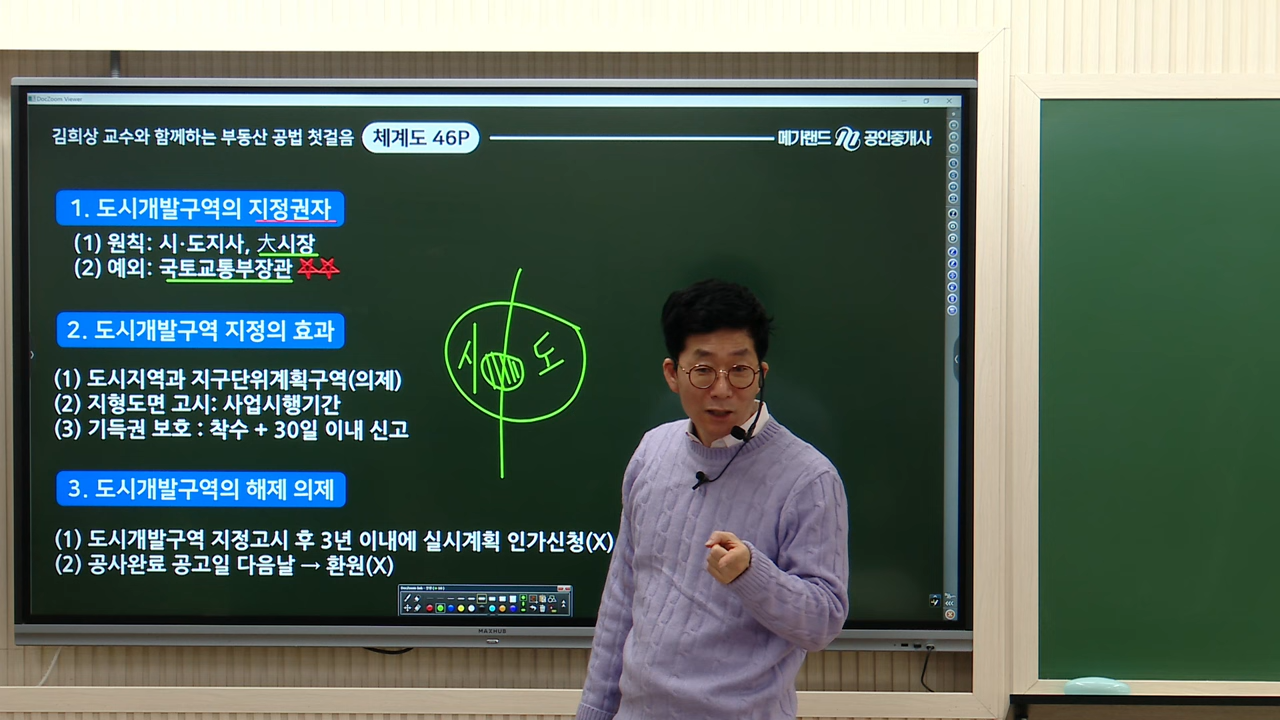 DocZoom Viewer
김희상 교수와 함께하는 부동산 공법 첫걸음 체계도 46P 메가랜드 공인중개사
1. 도시개발구역의 지정권자
(1) 원칙: 시·도지사, 大시장
(2) 예외: 국토교통부장관
2. 도시개발구역 지정의 효과
(1) 도시지역과 지구단위계획구역(의제)
(2) 지형도면 고시: 사업시행기간
(3) 기득권 보호 : 착수 + 30일 이내 신고
시 도
3. 도시개발구역의 해제 의제
(1) 도시개발구역 지정고시 후 3년 이내에 실시계획 인가신청(X)
(2) 공사완료 공고일 다음날 → 환원(X)
MAXHUB